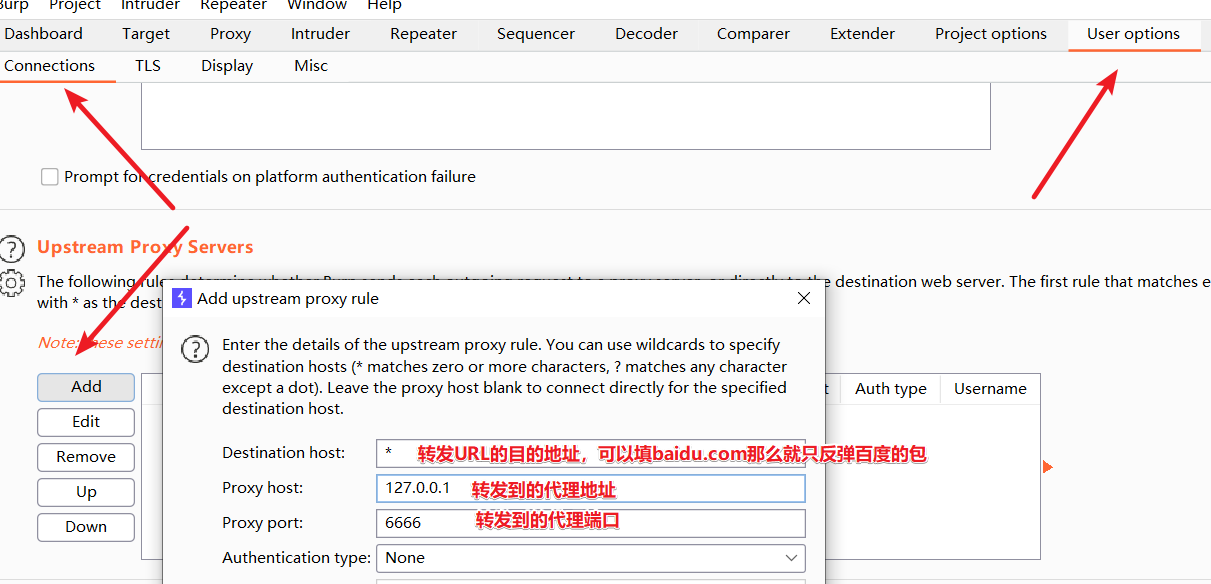 Burp Project Intruder Repeater Window Help
Dashboard Target Proxy Intruder Repeater Sequencer Decoder Comparer Extender Project options User options
Connections TLS Display Misc
Prompt for credentials on platform authentication failure
Upstream Proxy Servers
The following rules determine whether Burp sends each outgoing request to a proxy server or directly to the destination web server. The first rule that matches e
with * as the dest
Note: these settin
Add upstream proxy rule
Enter the details of the upstream proxy rule. You can use wildcards to specify
destination hosts (* matches zero or more characters, ? matches any character
except a dot). Leave the proxy host blank to connect directly for the specified
destination host.
Add
Edit
Remove
Up
Down
t Auth type Username
Destination host: * 转发URL的目的地址，可以填baidu.com那么就只反弹百度的包
Proxy host: 127.0.0.1 转发到的代理地址
Proxy port: 6666 转发到的代理端口
Authentication type: None